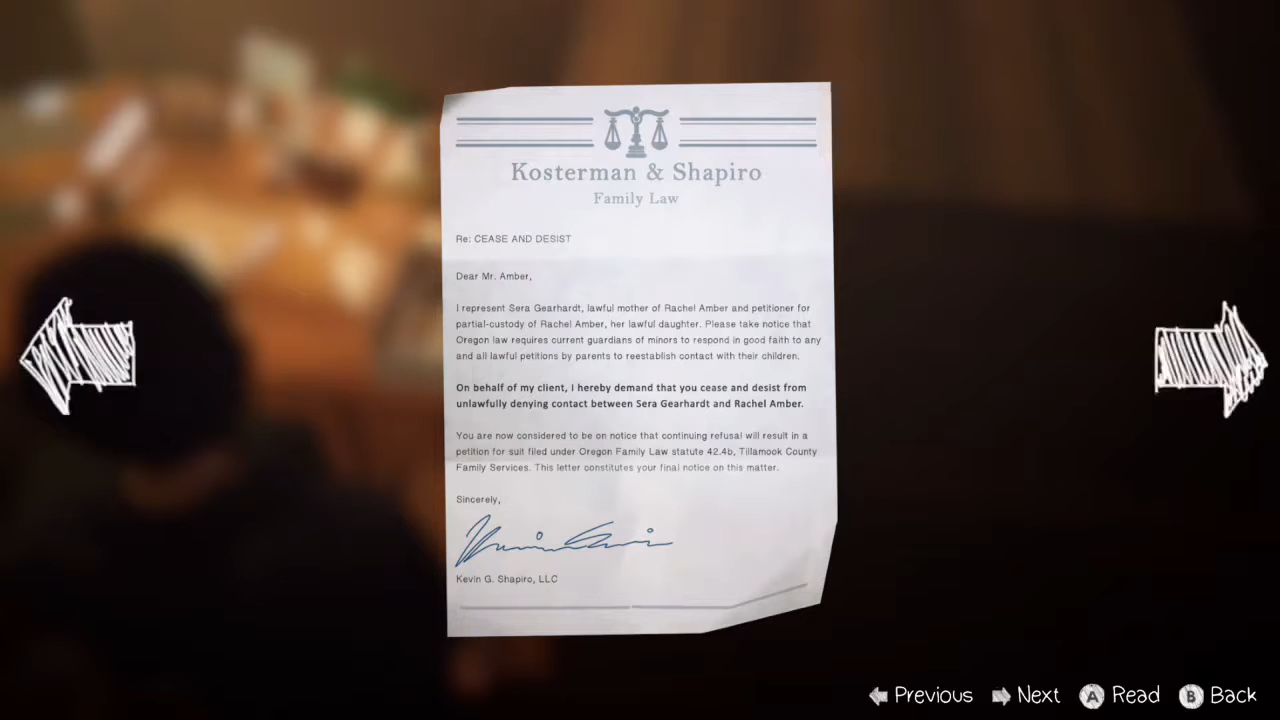 Kosterman & Shapiro
Family Law
Re: CEASE AND DESIST
Dear Mr. Amber,
I represent Sera Gearhardt, lawful mother of Rachel Amber and petitioner for
partial-custody of Rachel Amber, her lawful daughter. Please take notice that
Oregon law requires current guardians of minors to respond in good faith to any
and all lawful petitions by parents to reestablish contact with their children.
On behalf of my client, I hereby demand that you cease and desist from
unlawfully denying contact between Sera Gearhardt and Rachel Amber.
You are now considered to be on notice that continuing refusal will result in a
petition for suit filed under Oregon Family Law statute 42.4b, Tillamook County
Family Services. This letter constitutes your final notice on this matter.
Sincerely,
Kevin G. Shapiro, LLC
Previous Next A Read B Back